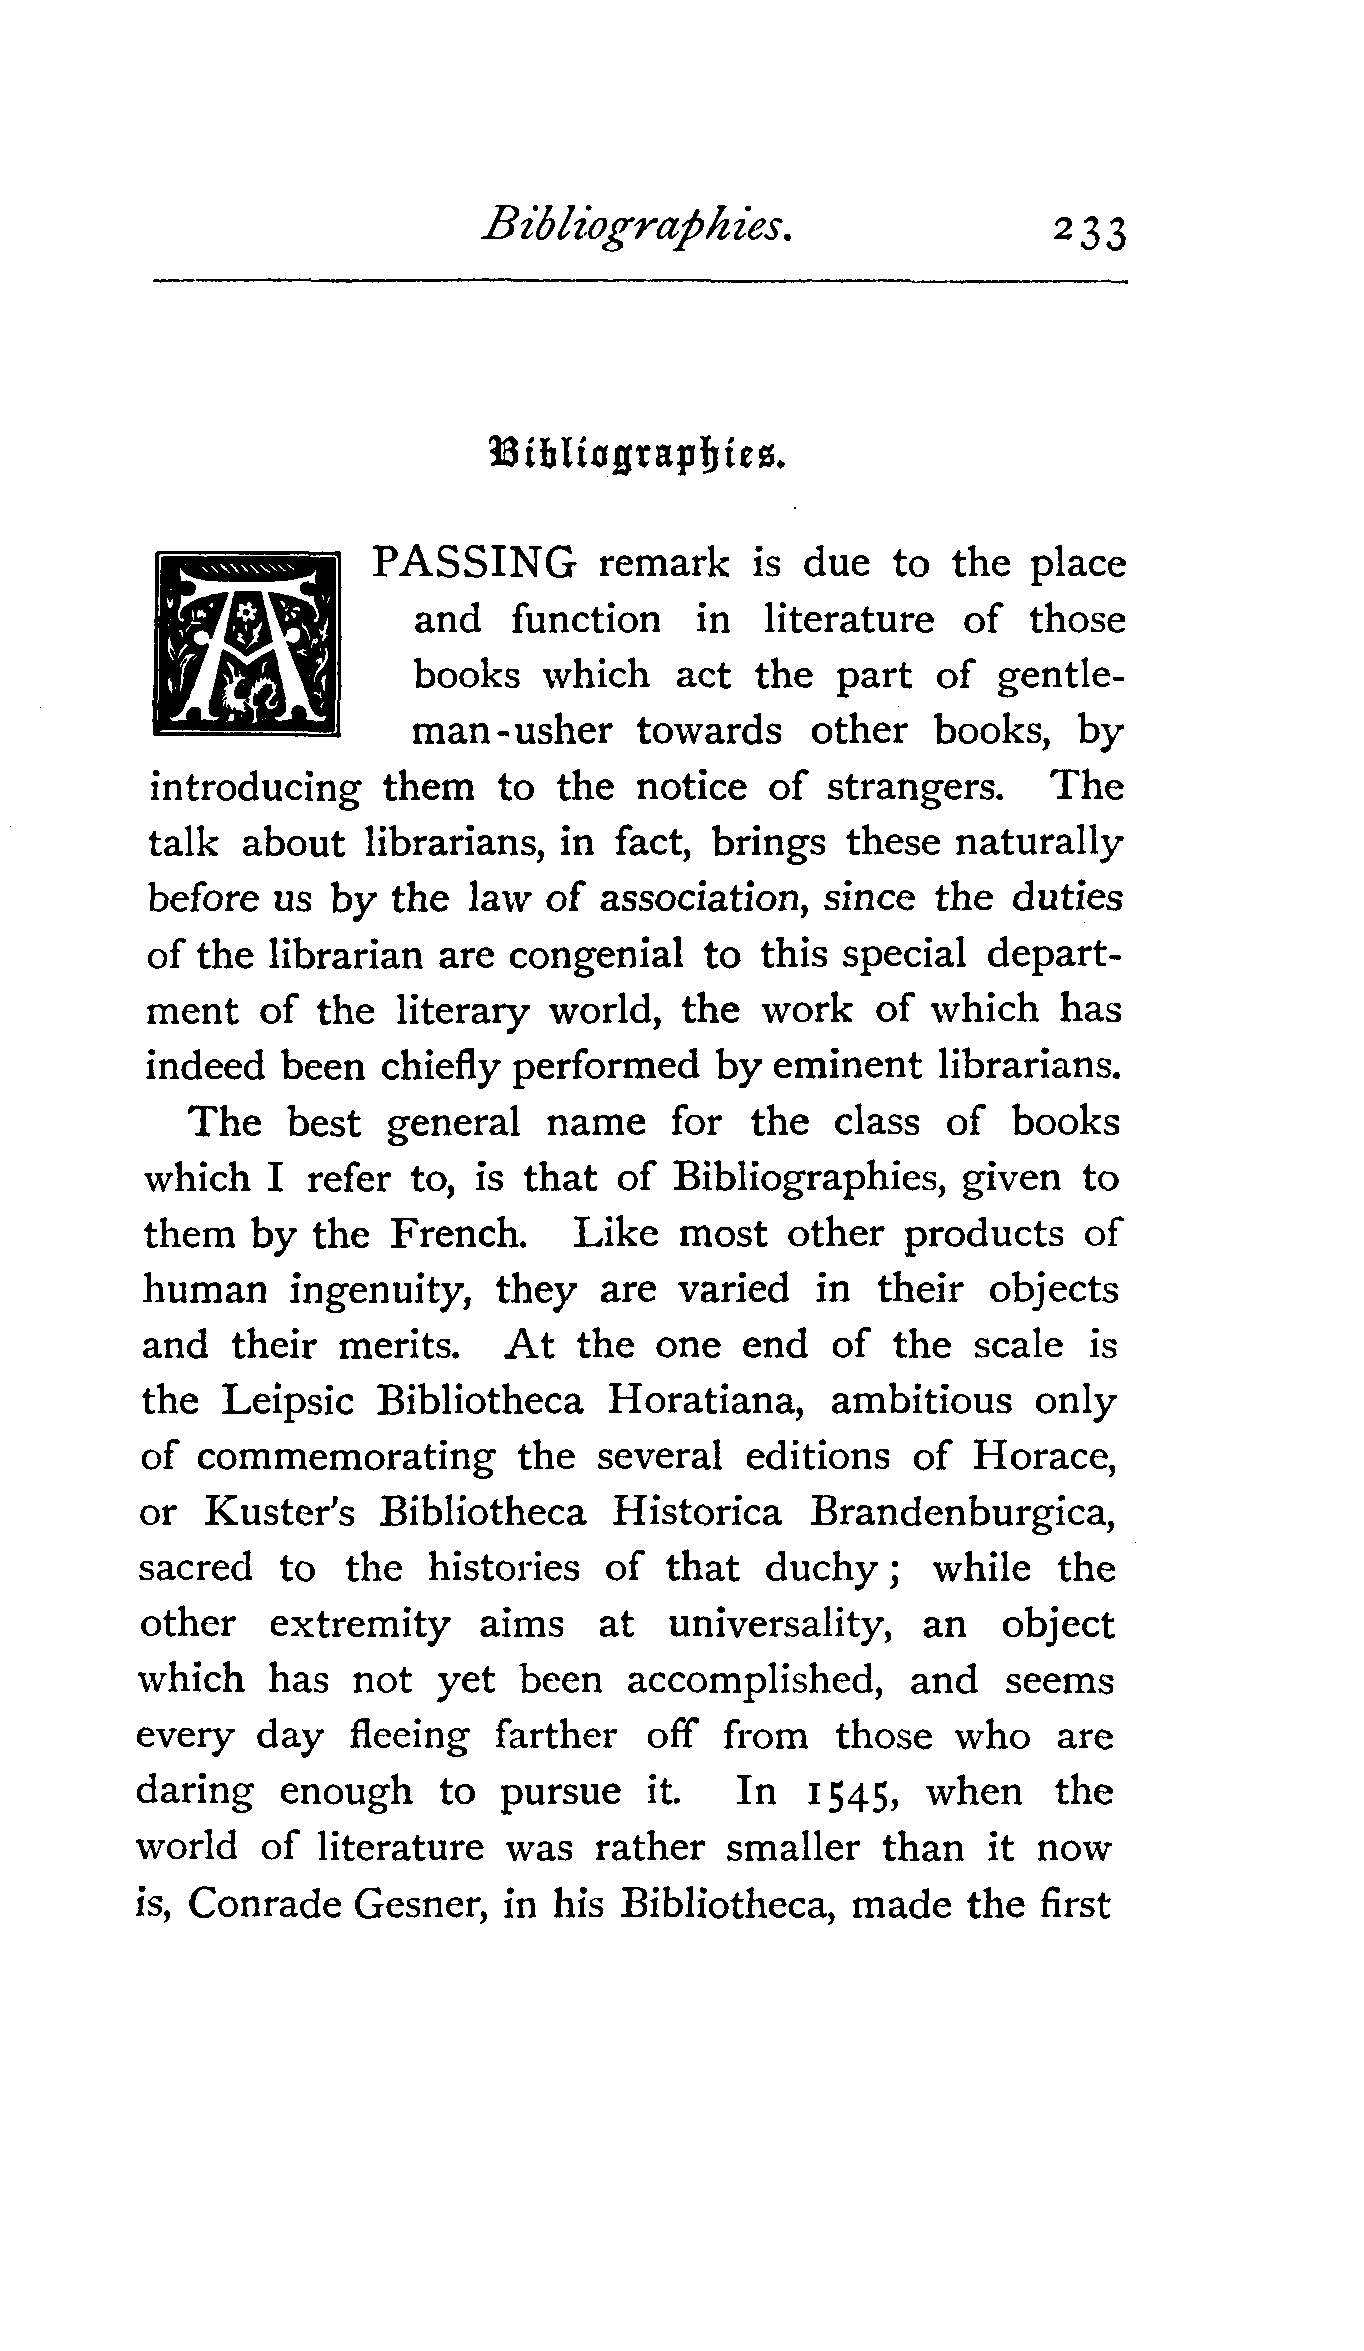 Bibliographies. 233
Bibliographies.
A PASSING remark is due to the place
and function in literature of those
books which act the part of gentle-
man-usher towards other books, by
introducing them to the notice of strangers. The
talk about librarians, in fact, brings these naturally
before us by the law of association, since the duties
of the librarian are congenial to this special depart-
ment of the literary world, the work of which has
indeed been chiefly performed by eminent librarians.
The best general name for the class of books
which I refer to, is that of Bibliographies, given to
them by the French. Like most other products of
human ingenuity, they are varied in their objects
and their merits. At the one end of the scale is
the Leipsic Bibliotheca Horatiana, ambitious only
of commemorating the several editions of Horace,
or Kuster's Bibliotheca Historica Brandenburgica,
sacred to the histories of that duchy; while the
other extremity aims at universality, an object
which has not yet been accomplished, and seems
every day fleeing farther off from those who are
daring enough to pursue it. In 1545, when the
world of literature was rather smaller than it now
is, Conrade Gesner, in his Bibliotheca, made the first